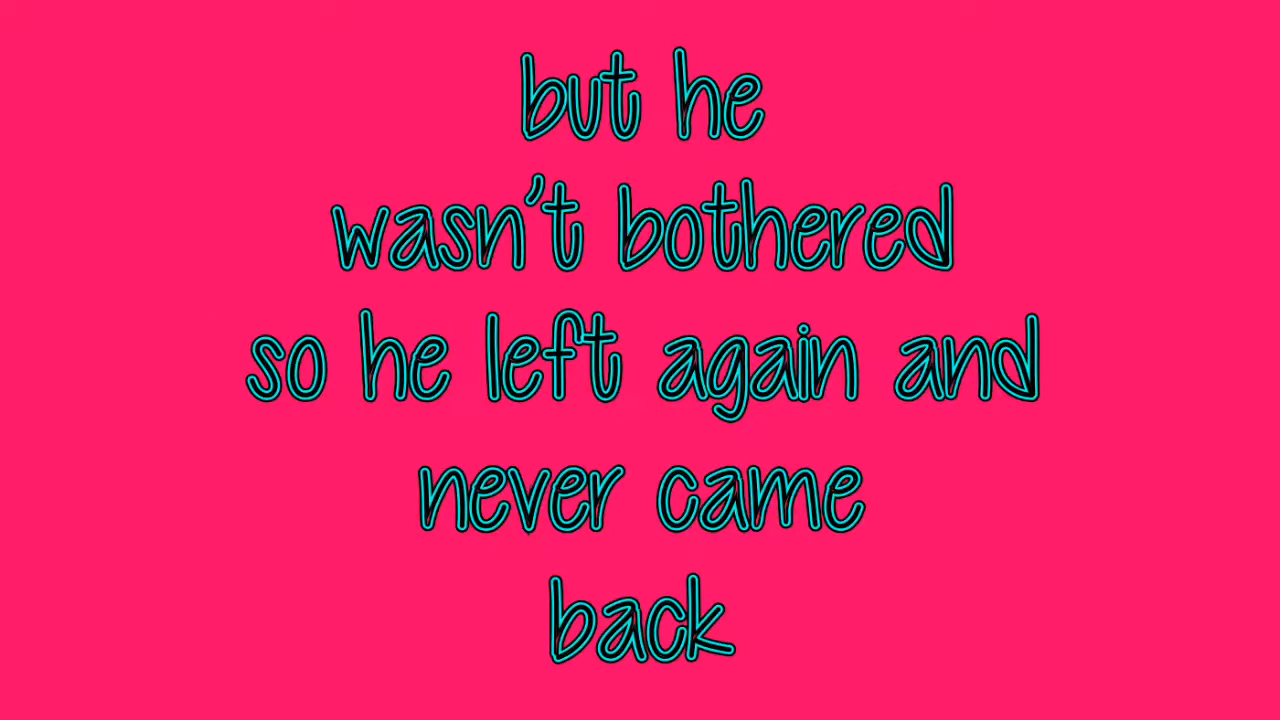 but he
wasn't bothered
so he left again and
never came
back